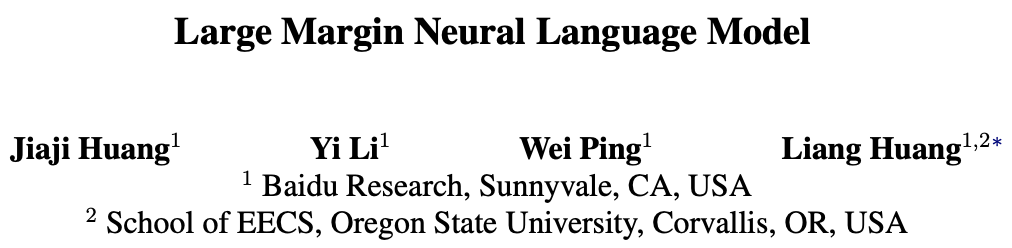 Large Margin Neural Language Model
Jiaji Huang¹ Yi Li¹ Wei Ping¹ Liang Huang¹,²*
¹ Baidu Research, Sunnyvale, CA, USA
² School of EECS, Oregon State University, Corvallis, OR, USA